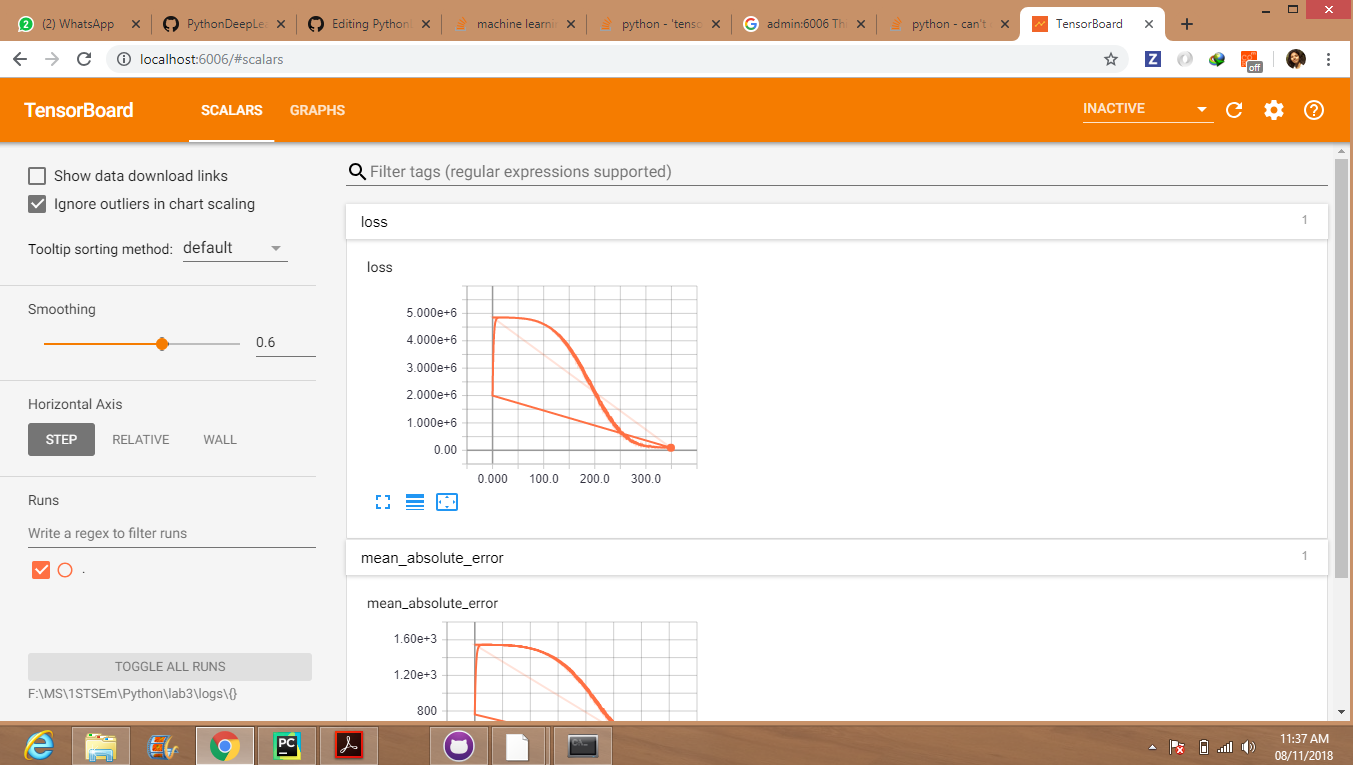 (2) WhatsApp
PythonDeepLea
Editing Python
machine learnin
python - 'tenso
admin:6006 Th
python - can't
TensorBoard
localhost:6006/#scalars
off
TensorBoard
SCALARS
GRAPHS
INACTIVE
Show data download links
Ignore outliers in chart scaling
Tooltip sorting method: default
Smoothing
0.6
Horizontal Axis
STEP
RELATIVE
WALL
Runs
Write a regex to filter runs
.
TOGGLE ALL RUNS
F:\MS\1STSEm\Python\lab3\logs\{}
Filter tags (regular expressions supported)
loss
1
loss
5.000e+6
4.000e+6
3.000e+6
2.000e+6
1.000e+6
0.00
0.000 100.0 200.0 300.0
mean_absolute_error
1
mean_absolute_error
1.60e+3
1.20e+3
800
PC
11:37 AM
08/11/2018